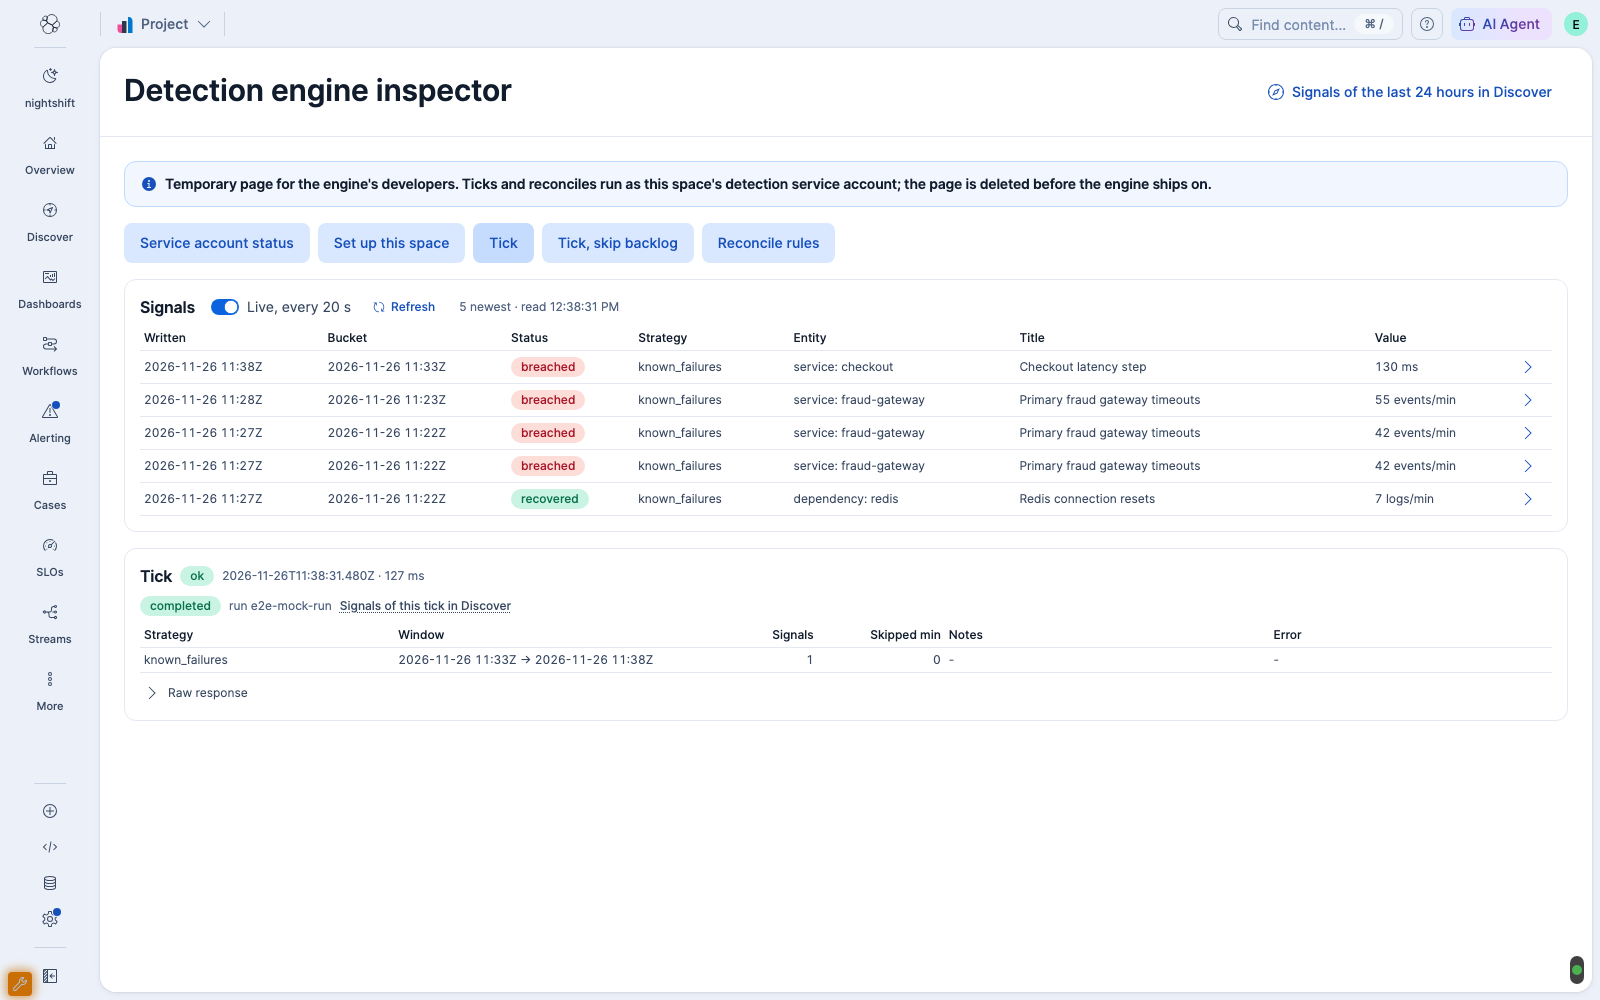 Project
Find content...
⌘ /
AI Agent
E
nightshift
Overview
Discover
Dashboards
Workflows
Alerting
Cases
SLOs
Streams
More
Detection engine inspector
Signals of the last 24 hours in Discover
Temporary page for the engine's developers. Ticks and reconciles run as this space's detection service account; the page is deleted before the engine ships on.
Service account status
Set up this space
Tick
Tick, skip backlog
Reconcile rules
Signals Live, every 20 s Refresh 5 newest · read 12:38:31 PM
Written Bucket Status Strategy Entity Title Value
2026-11-26 11:38Z 2026-11-26 11:33Z breached known_failures service: checkout Checkout latency step 130 ms
2026-11-26 11:28Z 2026-11-26 11:23Z breached known_failures service: fraud-gateway Primary fraud gateway timeouts 55 events/min
2026-11-26 11:27Z 2026-11-26 11:22Z breached known_failures service: fraud-gateway Primary fraud gateway timeouts 42 events/min
2026-11-26 11:27Z 2026-11-26 11:22Z breached known_failures service: fraud-gateway Primary fraud gateway timeouts 42 events/min
2026-11-26 11:27Z 2026-11-26 11:22Z recovered known_failures dependency: redis Redis connection resets 7 logs/min
Tick ok 2026-11-26T11:38:31.480Z · 127 ms
completed run e2e-mock-run Signals of this tick in Discover
Strategy Window Signals Skipped min Notes Error
known_failures 2026-11-26 11:33Z → 2026-11-26 11:38Z 1 0 - -
Raw response